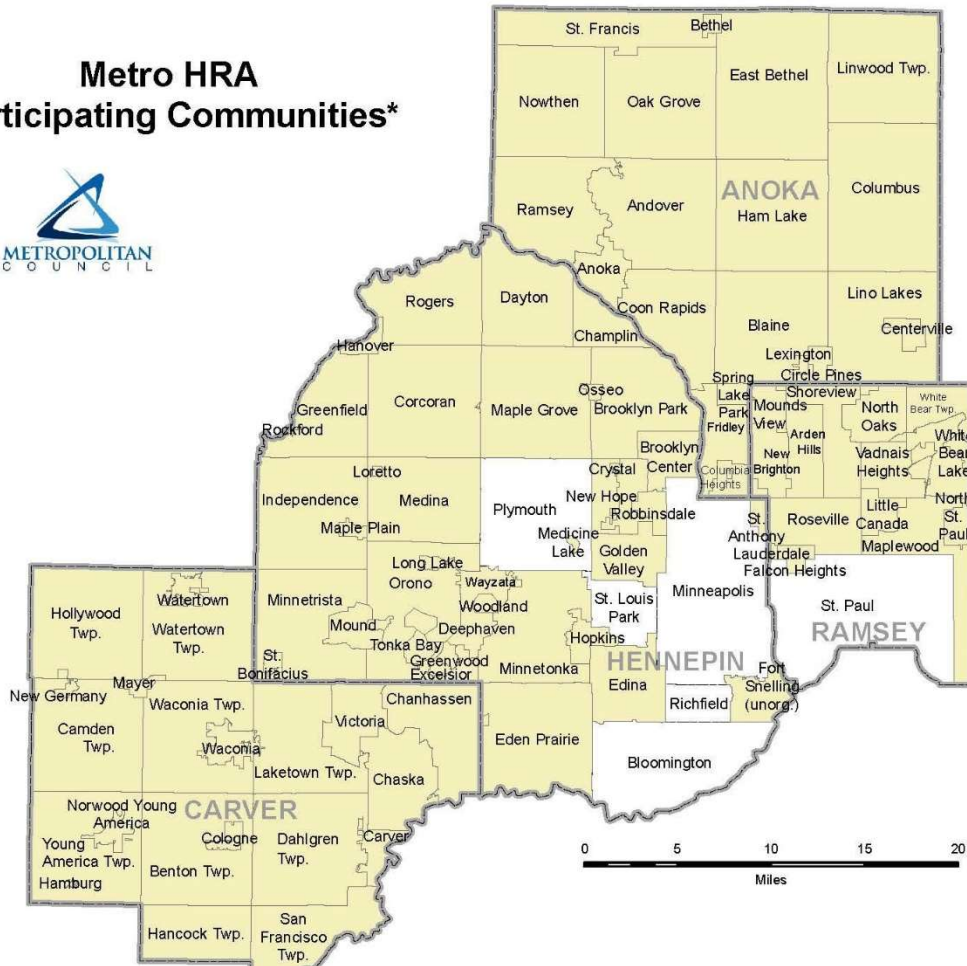 Metro HRA
rticipating Communities*
METROPOLITAN
COUNCIL
St. Francis
Bethel
East Bethel
Linwood Twp.
Nowthen
Oak Grove
ANOKA
Columbus
Ramsey
Andover
Ham Lake
Anoka
Rogers
Dayton
Coon Rapids
Lino Lakes
Blaine
Centerville
Champlin
Hanover
Lexington
Circle Pines
Spring
Lake
Park
Fridley
Shoreview
White
Bear Twp.
Osseo
Greenfield
Corcoran
Maple Grove
Brooklyn Park
Mounds
View
North
Oaks
Rockford
Arden
Hills
White
Bear
Lake
Brooklyn
Center
New
Brighton
Vadnais
Heights
Loretto
Crystal
Columbia
Heights
Independence
Medina
Plymouth
New Hope
Robbinsdale
North
St.
Paul
Little
Canada
Maple Plain
Medicine
Lake
St.
Anthony
Roseville
Maplewood
Lauderdale
Golden
Valley
Long Lake
Falcon Heights
Orono
Wayzata
Minneapolis
Hollywood
Twp.
Watertown
Minnetrista
Woodland
St. Louis
Park
St. Paul
Watertown
Twp.
Mound
Deephaven
RAMSEY
Tonka Bay
Hopkins
St.
Bonifacius
Greenwood
Excelsior
Minnetonka
HENNEPIN
Fort
Snelling
(unorg.)
Mayer
New Germany
Edina
Chanhassen
Waconia Twp.
Richfield
Camden
Twp.
Victoria
Waconia
Eden Prairie
Laketown Twp.
Chaska
Bloomington
Norwood Young
America
CARVER
Young
America Twp.
Cologne
Dahlgren
Twp.
Carver
Benton Twp.
Hamburg
0 5 10 15 20
Miles
Hancock Twp.
San
Francisco
Twp.